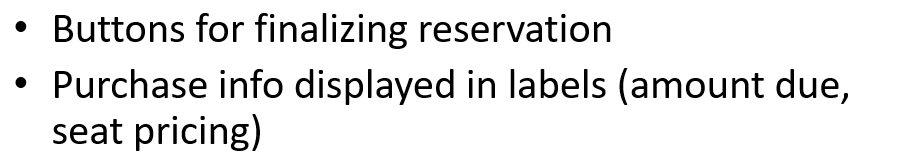 • Buttons for finalizing reservation
• Purchase info displayed in labels (amount due,
seat pricing)